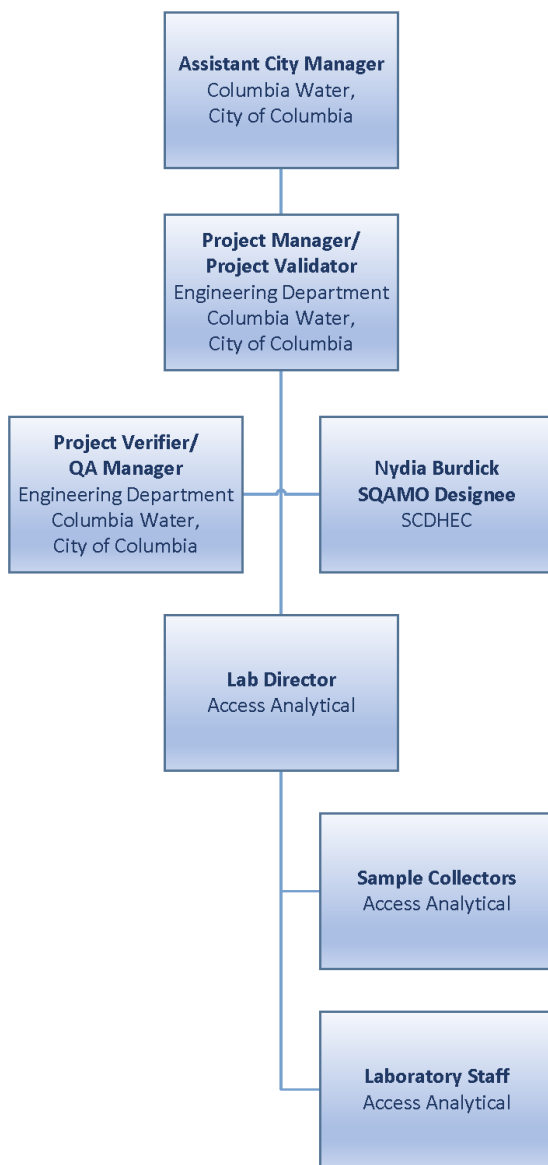 Assistant City Manager
Columbia Water,
City of Columbia
Project Manager/
Project Validator
Engineering Department
Columbia Water,
City of Columbia
Project Verifier/
QA Manager
Engineering Department
Columbia Water,
City of Columbia
Nydia Burdick
SQAMO Designee
SCDHEC
Lab Director
Access Analytical
Sample Collectors
Access Analytical
Laboratory Staff
Access Analytical